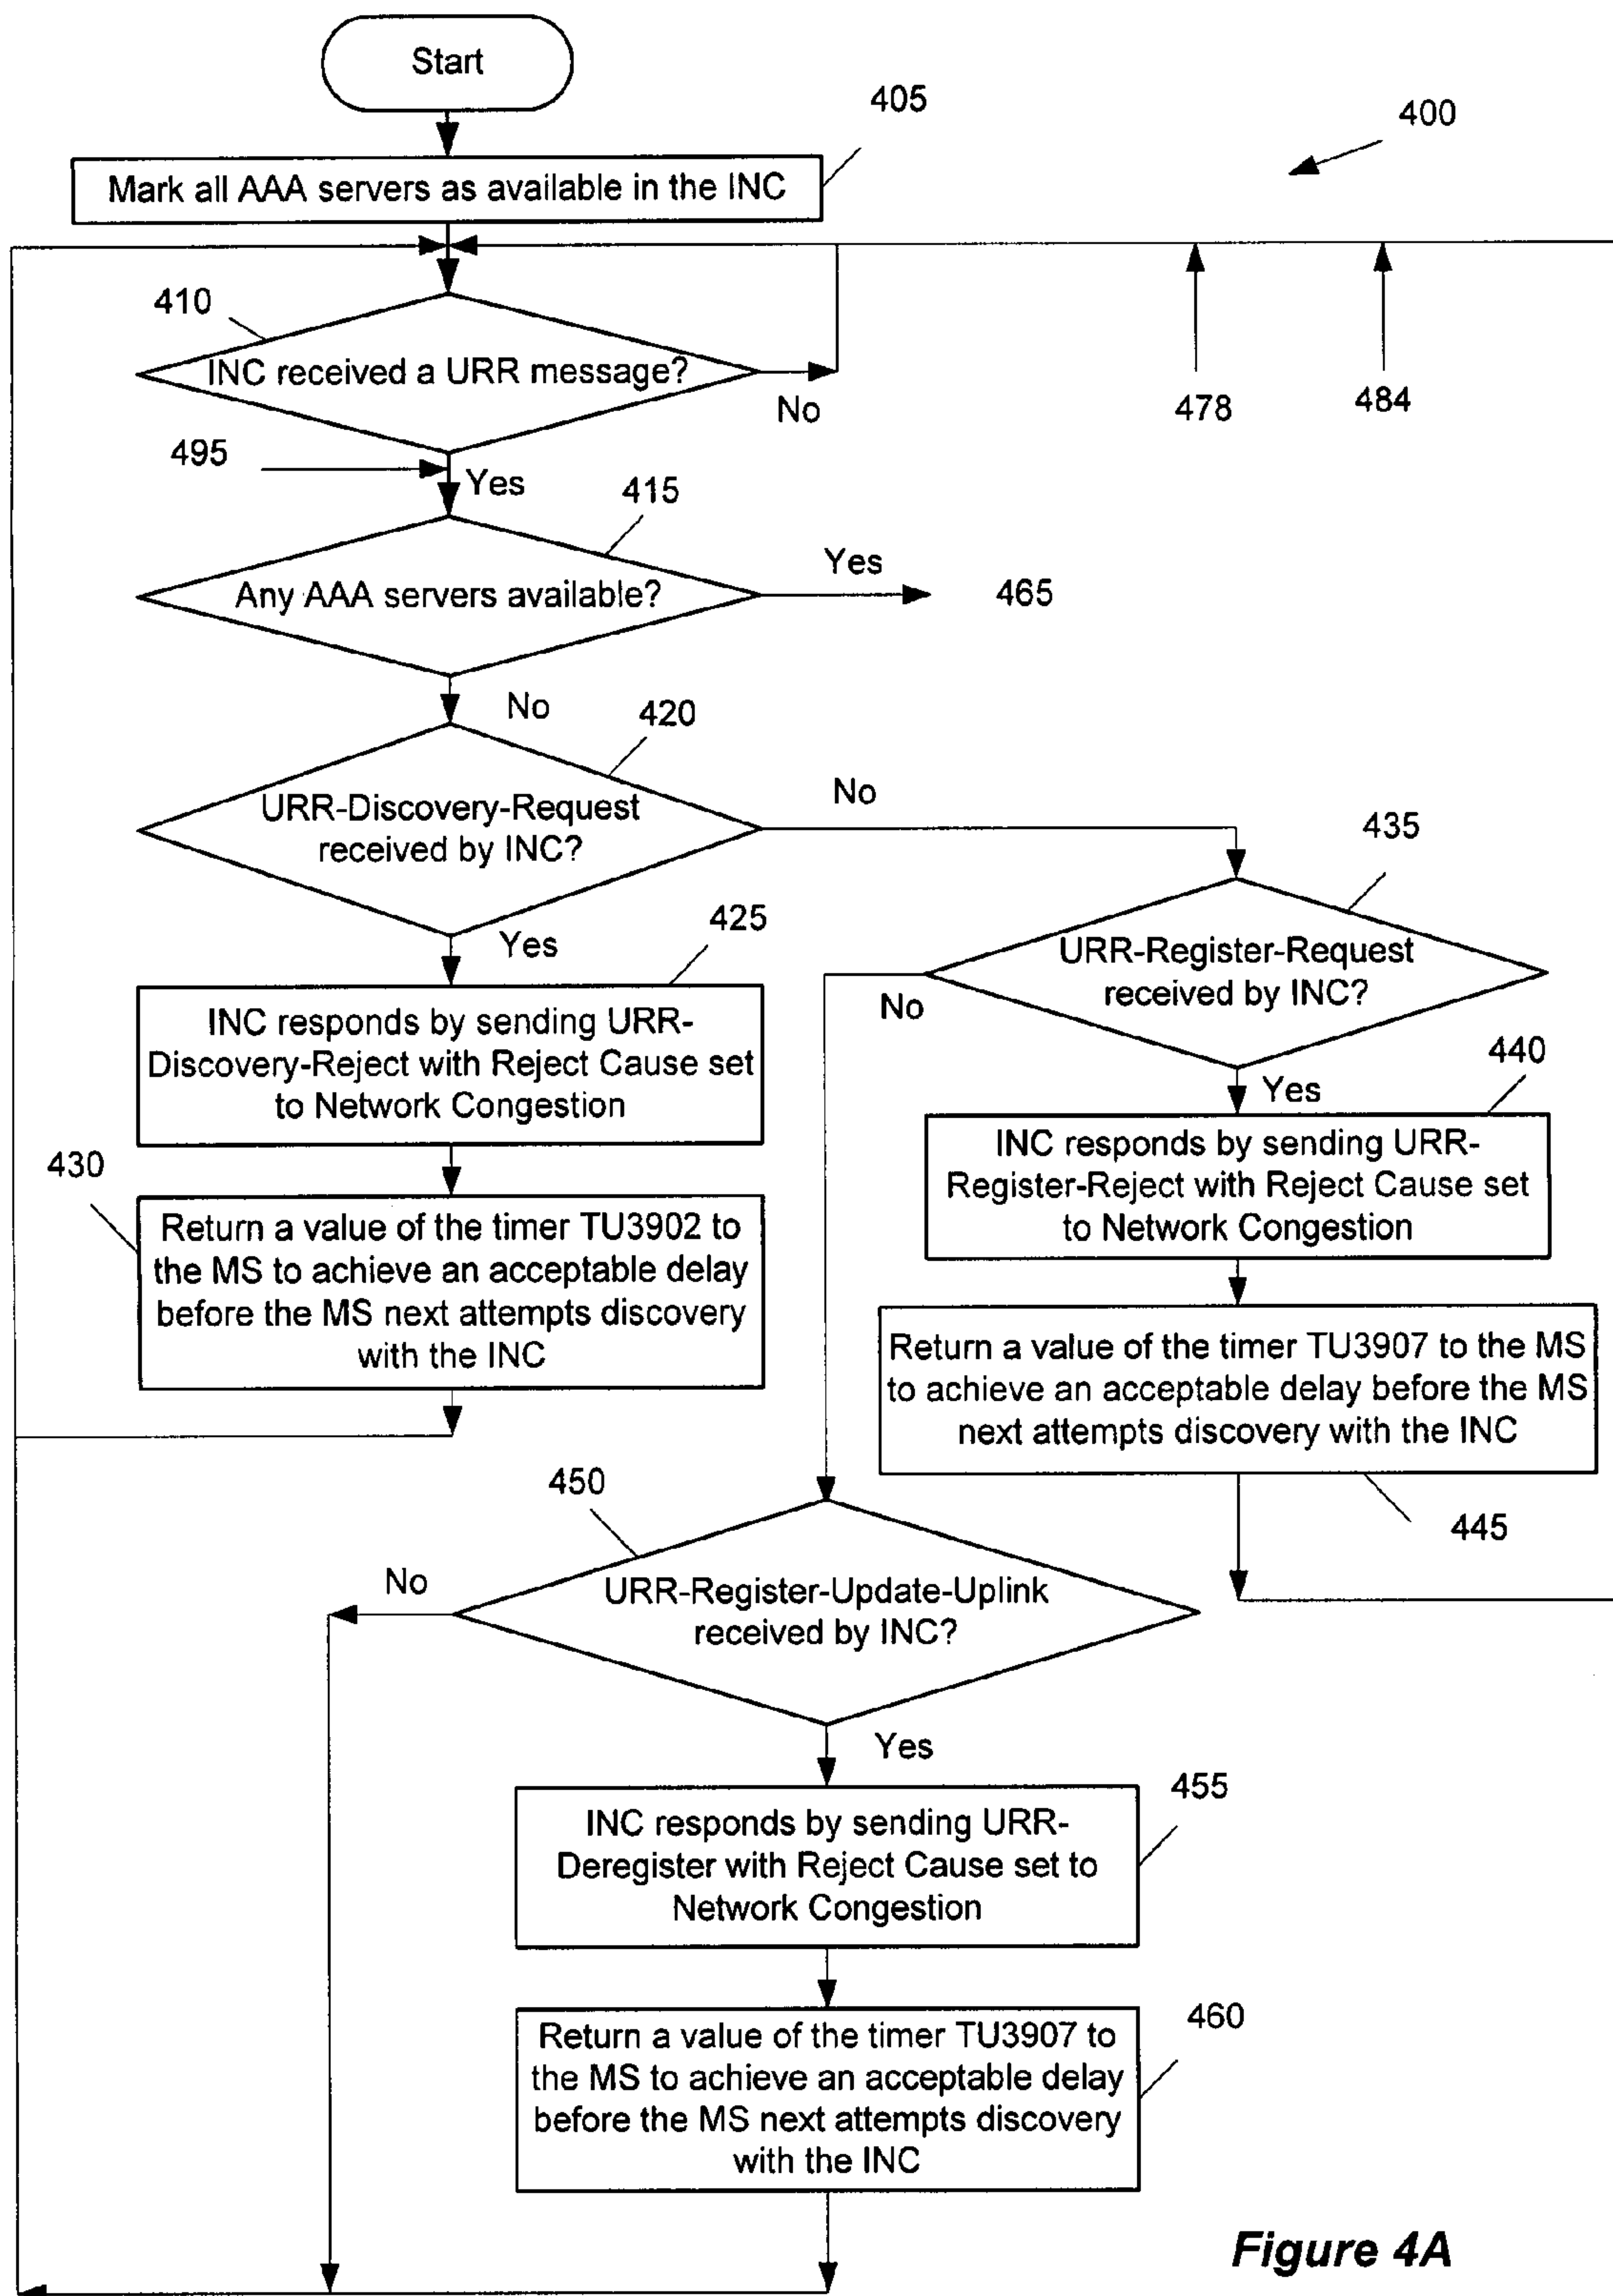 Start
405
400
Mark all AAA servers as available in the INC
410
INC received a URR message?
No
478
484
495
Yes
415
Any AAA servers available?
Yes
465
No
420
URR-Discovery-Request
received by INC?
No
435
URR-Register-Request
received by INC?
No
Yes
425
INC responds by sending URR-
Discovery-Reject with Reject Cause set
to Network Congestion
Yes
440
INC responds by sending URR-
Register-Reject with Reject Cause set
to Network Congestion
430
Return a value of the timer TU3902 to
the MS to achieve an acceptable delay
before the MS next attempts discovery
with the INC
Return a value of the timer TU3907 to the MS
to achieve an acceptable delay before the MS
next attempts discovery with the INC
445
450
No
URR-Register-Update-Uplink
received by INC?
Yes
455
INC responds by sending URR-
Deregister with Reject Cause set to
Network Congestion
460
Return a value of the timer TU3907 to
the MS to achieve an acceptable delay
before the MS next attempts discovery
with the INC
Figure 4A